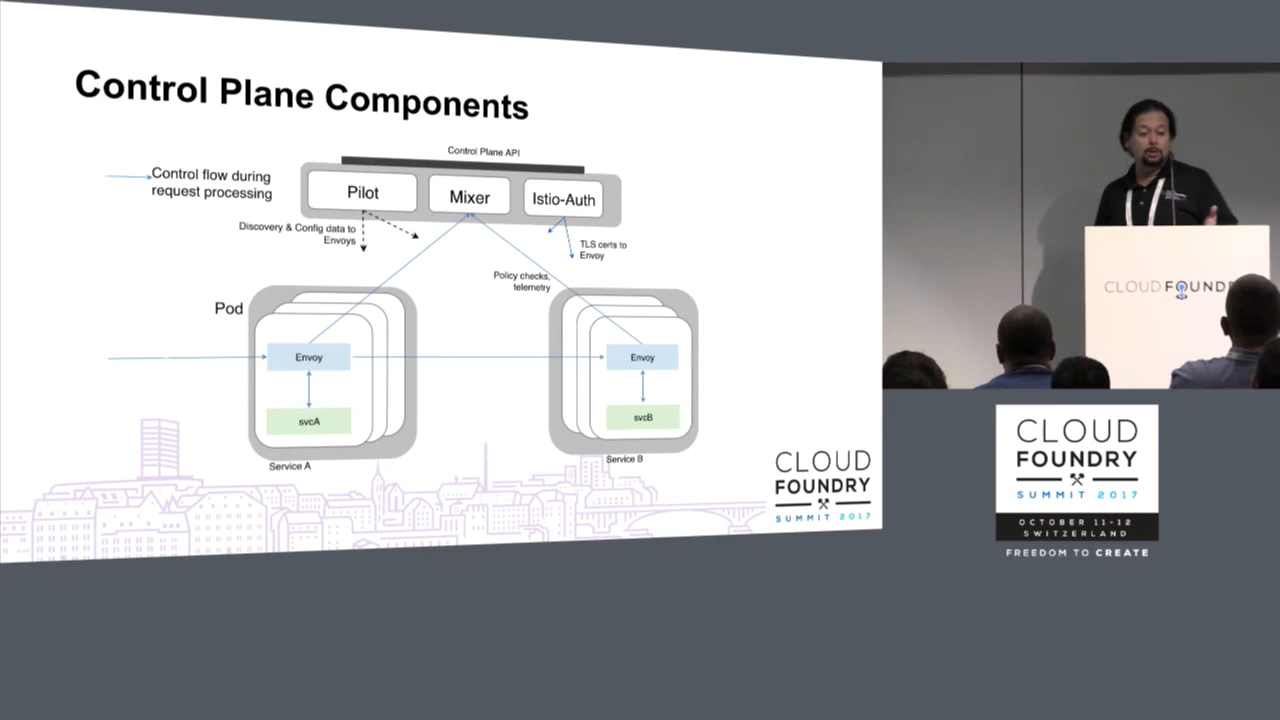 Control Plane Components
Control Plane API
Control flow during
request processing
Pilot
Mixer
Istio-Auth
Discovery & Config data to
Envoys
TLS certs to
Envoy
Policy checks,
telemetry
Pod
Envoy
Envoy
svcA
svcB
Service A
Service B
CLOUD
FOUNDRY
SUMMIT 2017
CLOUD FOUNDR
CLOUD
FOUNDRY
SUMMIT 2017
OCTOBER 11-12
SWITZERLAND
FREEDOM TO CREATE